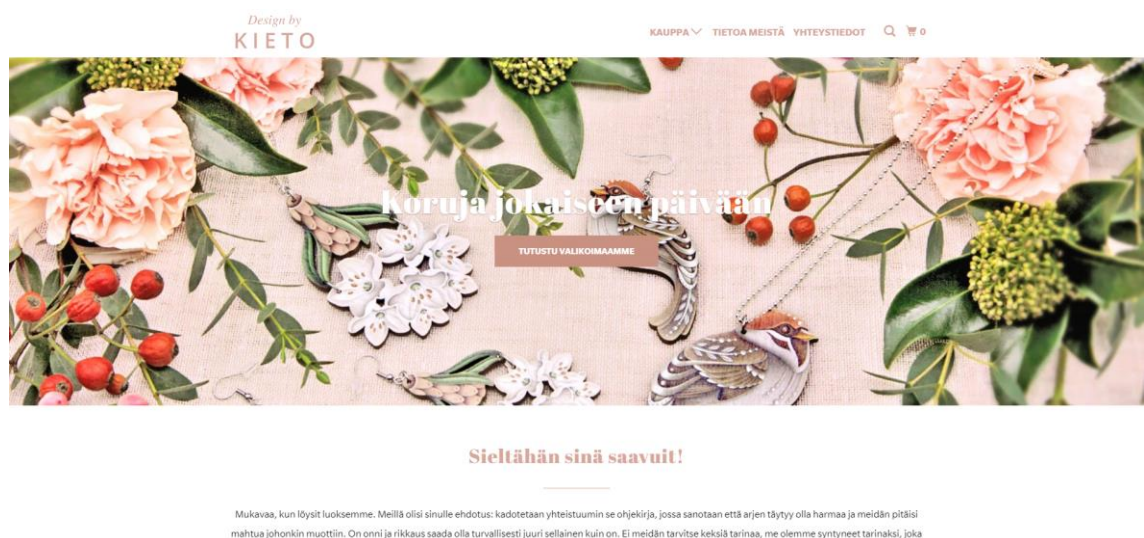 Design by
KIETO
KAUPPA TIETOA MEISTÄ YHTEYSTIEDOT 0
Koruja jokaiseen päivään
TUTUSTU VALIKOIMAAMME
Sieltähän sinä saavuit!
Mukavaa, kun löysit luoksemme. Meillä olisi sinulle ehdotus: kadotetaan yhteistuumin se ohjekirja, jossa sanotaan että arjen täytyy olla harmaa ja meidän pitäisi
mahtua johonkin muottiin. On onni ja rikkaus saada olla turvallisesti juuri sellainen kuin on. Ei meidän tarvitse keksiä tarinaa, me olemme syntyneet tarinaksi, joka